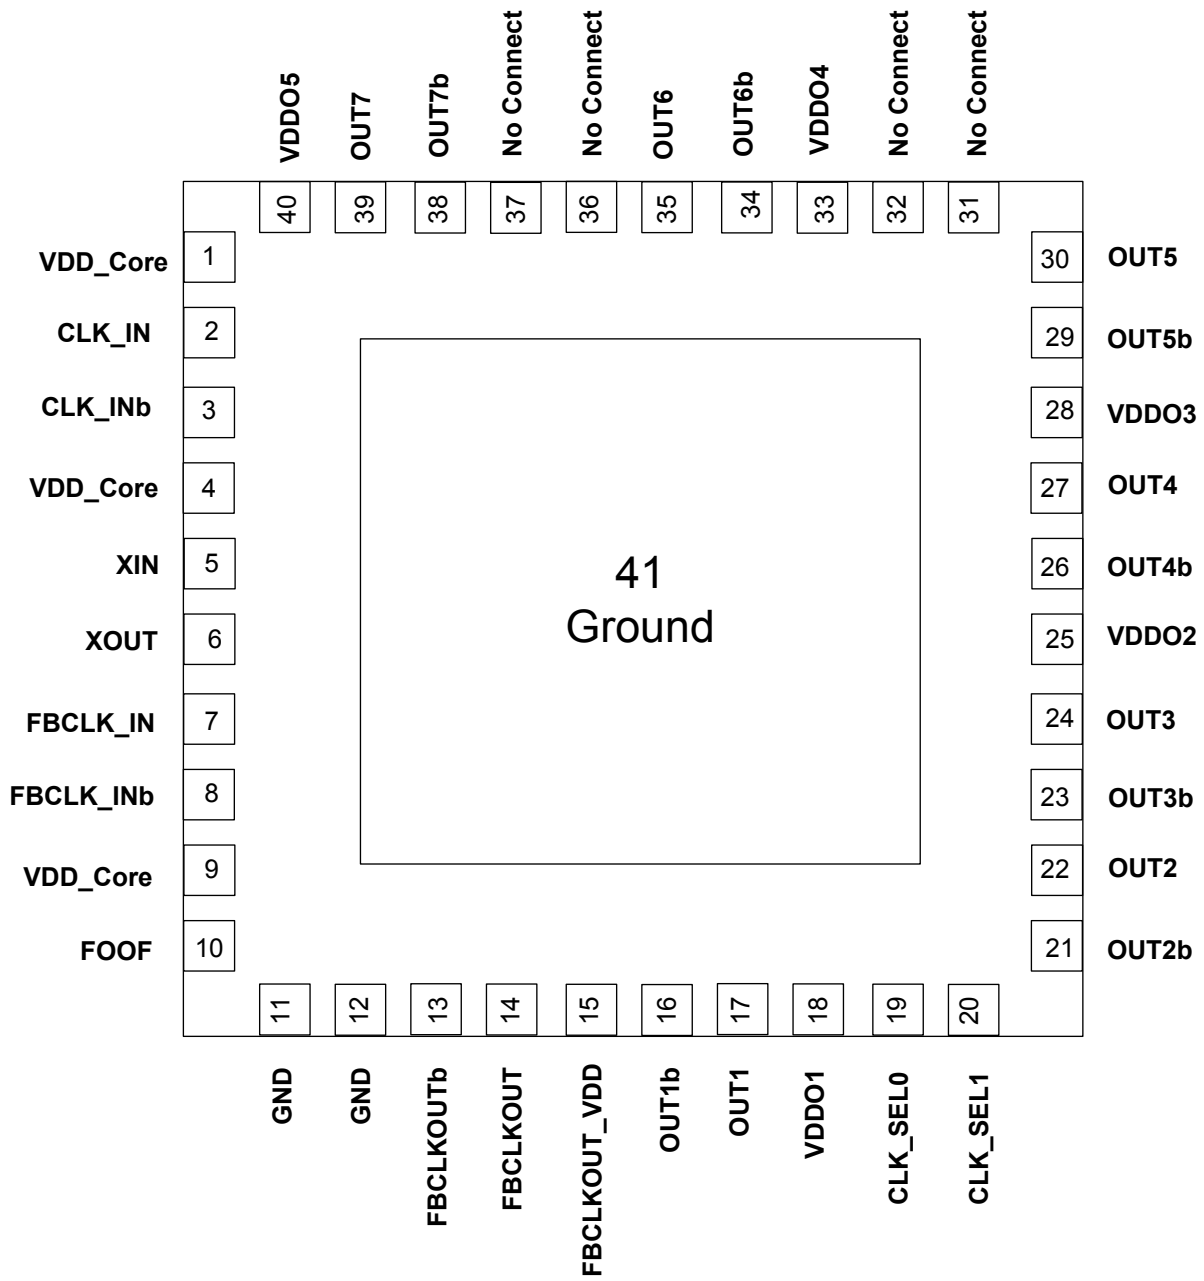 VDDO5
OUT7
OUT7b
No Connect
No Connect
OUT6
OUT6b
VDDO4
No Connect
No Connect
40
39
38
37
36
35
34
33
32
31
VDD_Core 1
CLK_IN 2
CLK_INb 3
VDD_Core 4
XIN 5
XOUT 6
FBCLK_IN 7
FBCLK_INb 8
VDD_Core 9
FOOF 10
41
Ground
30 OUT5
29 OUT5b
28 VDDO3
27 OUT4
26 OUT4b
25 VDDO2
24 OUT3
23 OUT3b
22 OUT2
21 OUT2b
11
12
13
14
15
16
17
18
19
20
GND
GND
FBCLKOUTb
FBCLKOUT
FBCLKOUT_VDD
OUT1b
OUT1
VDDO1
CLK_SEL0
CLK_SEL1